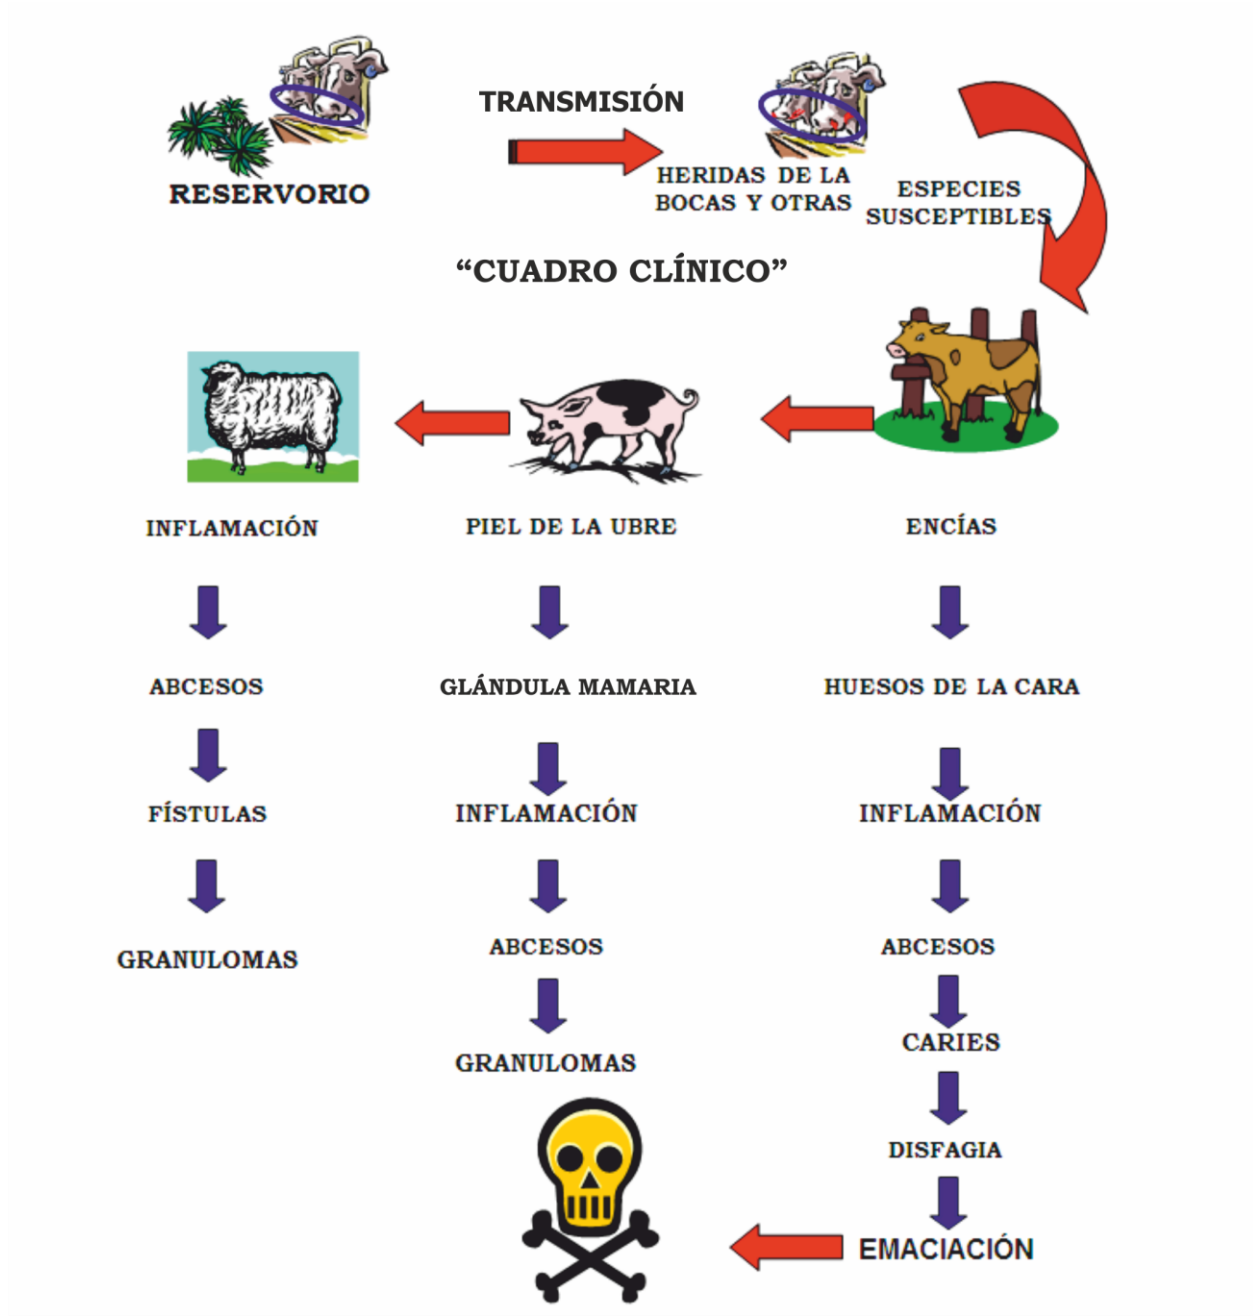 TRANSMISIÓN
RESERVORIO
HERIDAS DE LA
BOCAS Y OTRAS
ESPECIES
SUSCEPTIBLES
“CUADRO CLÍNICO”
INFLAMACIÓN
PIEL DE LA UBRE
ENCÍAS
ABCESOS
GLÁNDULA MAMARIA
HUESOS DE LA CARA
FÍSTULAS
INFLAMACIÓN
INFLAMACIÓN
GRANULOMAS
ABCESOS
ABCESOS
GRANULOMAS
CARIES
DISFAGIA
EMACIACIÓN